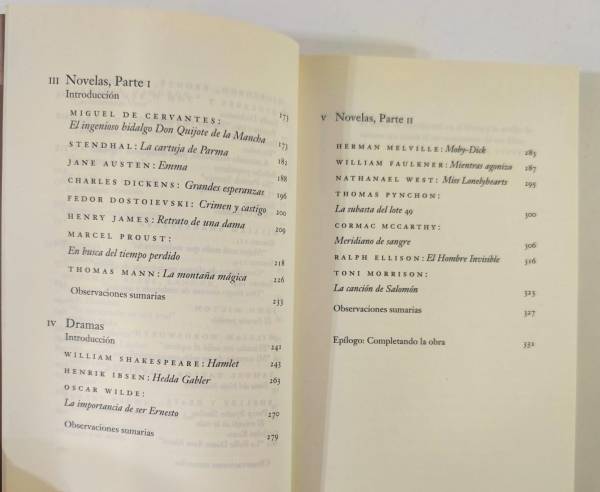 III Novelas, Parte I
Introducción 173
MIGUEL DE CERVANTES:
El ingenioso hidalgo Don Quijote de la Mancha 173
STENDHAL: La cartuja de Parma 182
JANE AUSTEN: Emma 188
CHARLES DICKENS: Grandes esperanzas 196
FEDOR DOSTOIEVSKI: Crimen y castigo 200
HENRY JAMES: Retrato de una dama 209
MARCEL PROUST:
En busca del tiempo perdido 218
THOMAS MANN: La montaña mágica 226
Observaciones sumarias 233
IV Dramas
Introducción 241
WILLIAM SHAKESPEARE: Hamlet 243
HENRIK IBSEN: Hedda Gabler 263
OSCAR WILDE:
La importancia de ser Ernesto 270
Observaciones sumarias 279
V Novelas, Parte II
HERMAN MELVILLE: Moby-Dick 283
WILLIAM FAULKNER: Mientras agonizo 287
NATHANAEL WEST: Miss Lonelyhearts 295
THOMAS PYNCHON:
La subasta del lote 49 300
CORMAC MCCARTHY:
Meridiano de sangre 306
RALPH ELLISON: El Hombre Invisible 316
TONI MORRISON:
La canción de Salomón 323
Observaciones sumarias 327
Epílogo: Completando la obra 331